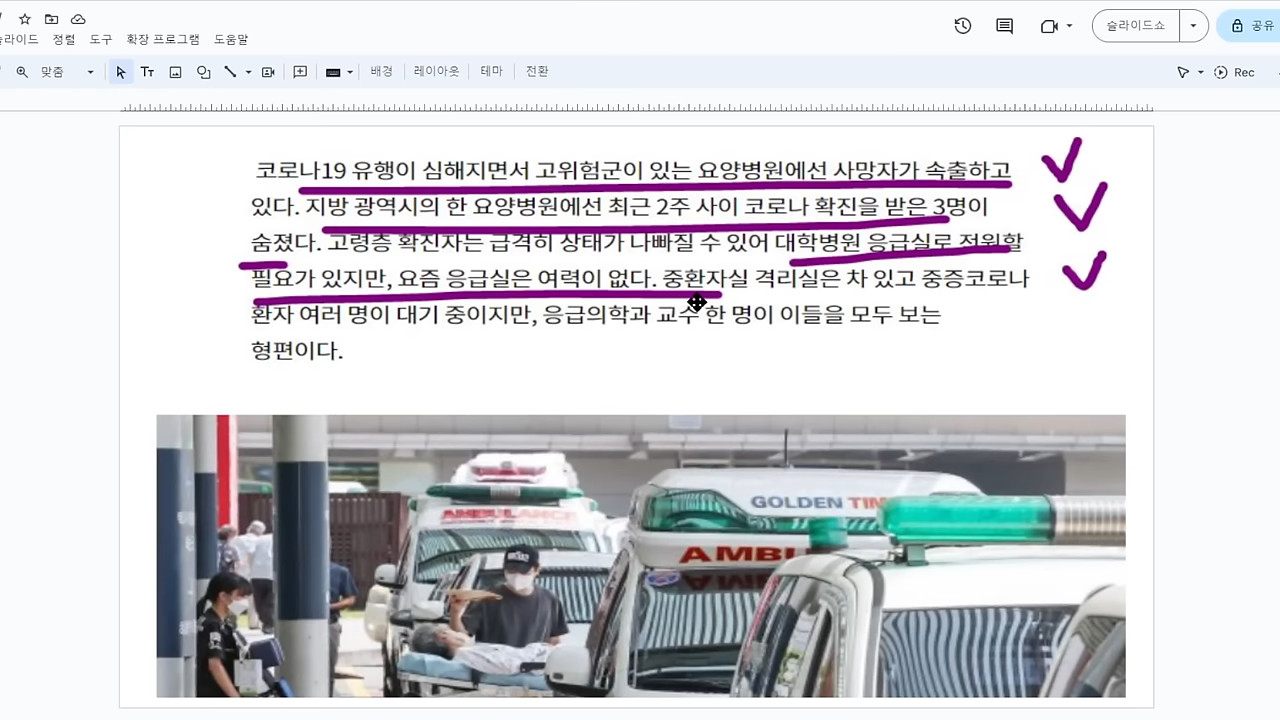 정렬 도구 확장 프로그램 도움말
슬라이드쇼
공유
맞춤
배경 레이아웃 테마 전환
Rec
코로나19 유행이 심해지면서 고위험군이 있는 요양병원에선 사망자가 속출하고
있다. 지방 광역시의 한 요양병원에선 최근 2주 사이 코로나 확진을 받은 3명이
숨졌다. 고령층 확진자는 급격히 상태가 나빠질 수 있어 대학병원 응급실로 전원할
필요가 있지만, 요즘 응급실은 여력이 없다. 중환자실 격리실은 차 있고 중증코로나
환자 여러 명이 대기 중이지만, 응급의학과 교수 한 명이 이들을 모두 보는
형편이다.
GOLDEN TIM
AMBULANCE
AMBU